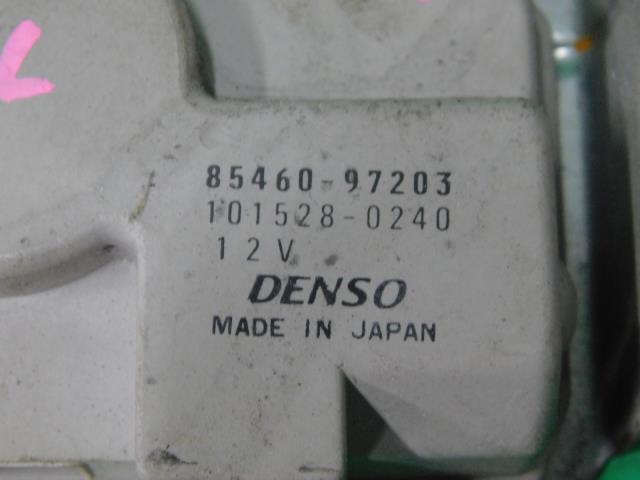 85460-97203
101528-0240
12V
DENSO
MADE IN JAPAN